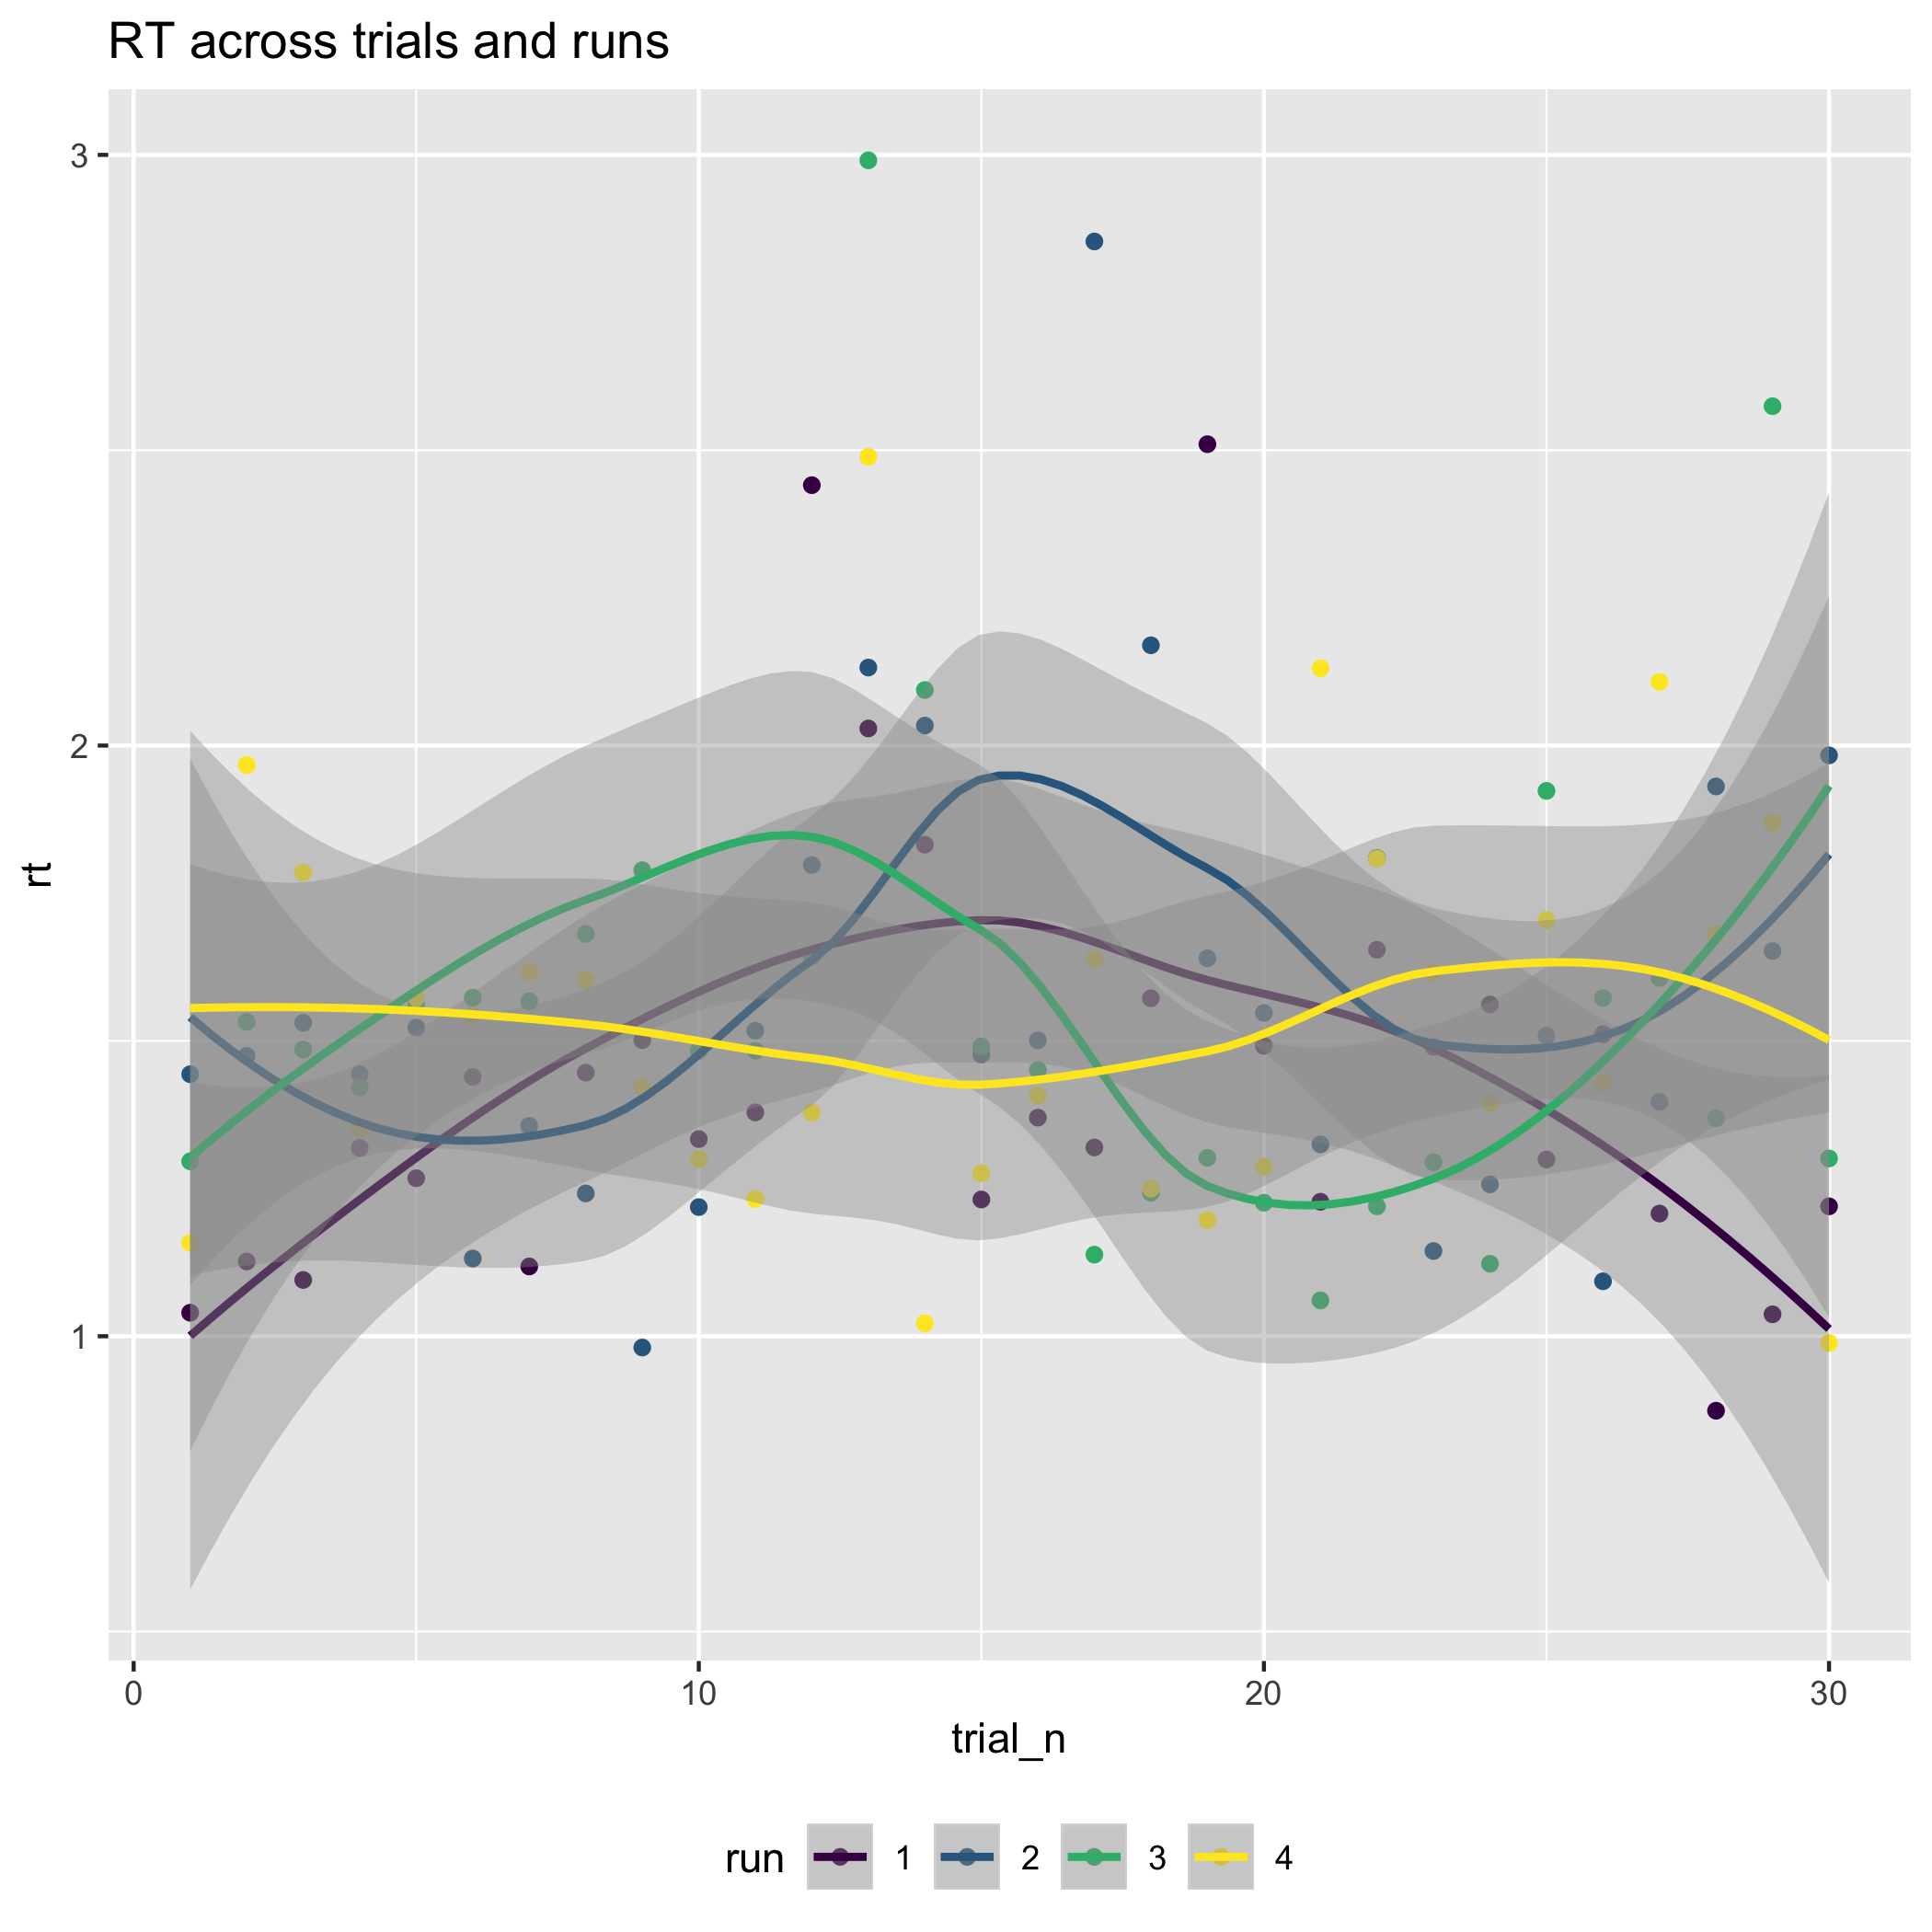 RT across trials and runs
3
2
1
rt
0 10 20 30
trial_n
run 1 2 3 4